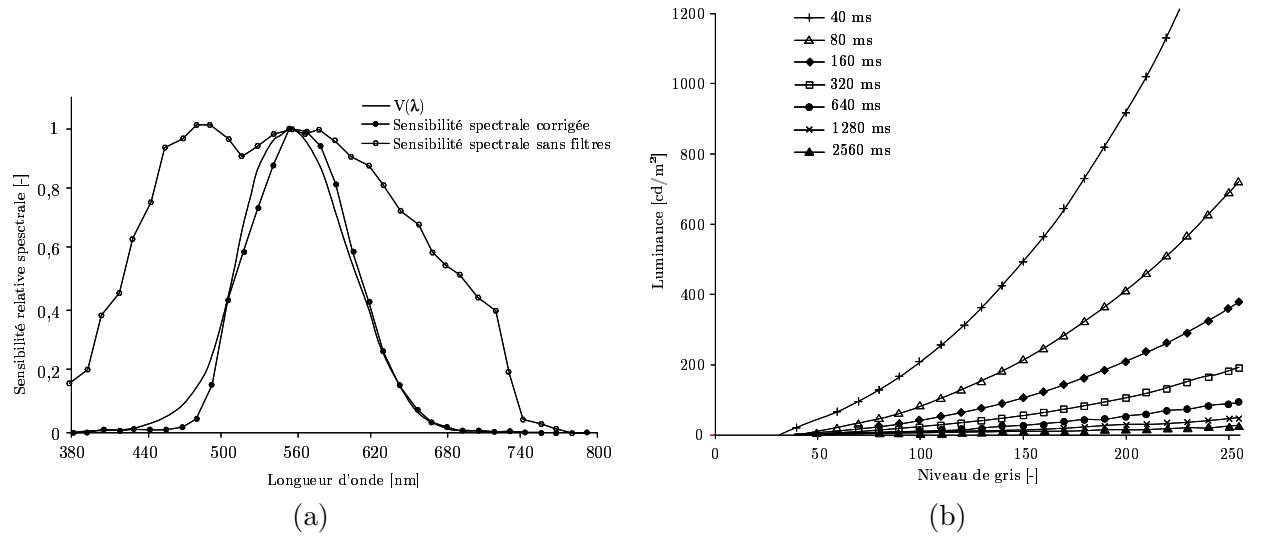 V(λ)
Sensibilité spectrale corrigée
Sensibilité spectrale sans filtres
Sensibilité relative spesctrale [-]
1
0,8
0,6
0,4
0,2
0
380
440
500
560
620
680
740
800
Longueur d'onde [nm]
(a)
40 ms
80 ms
160 ms
320 ms
640 ms
1280 ms
2560 ms
Luminance [cd/m²]
1200
1000
800
600
400
200
0
0
50
100
150
200
250
Niveau de gris [-]
(b)